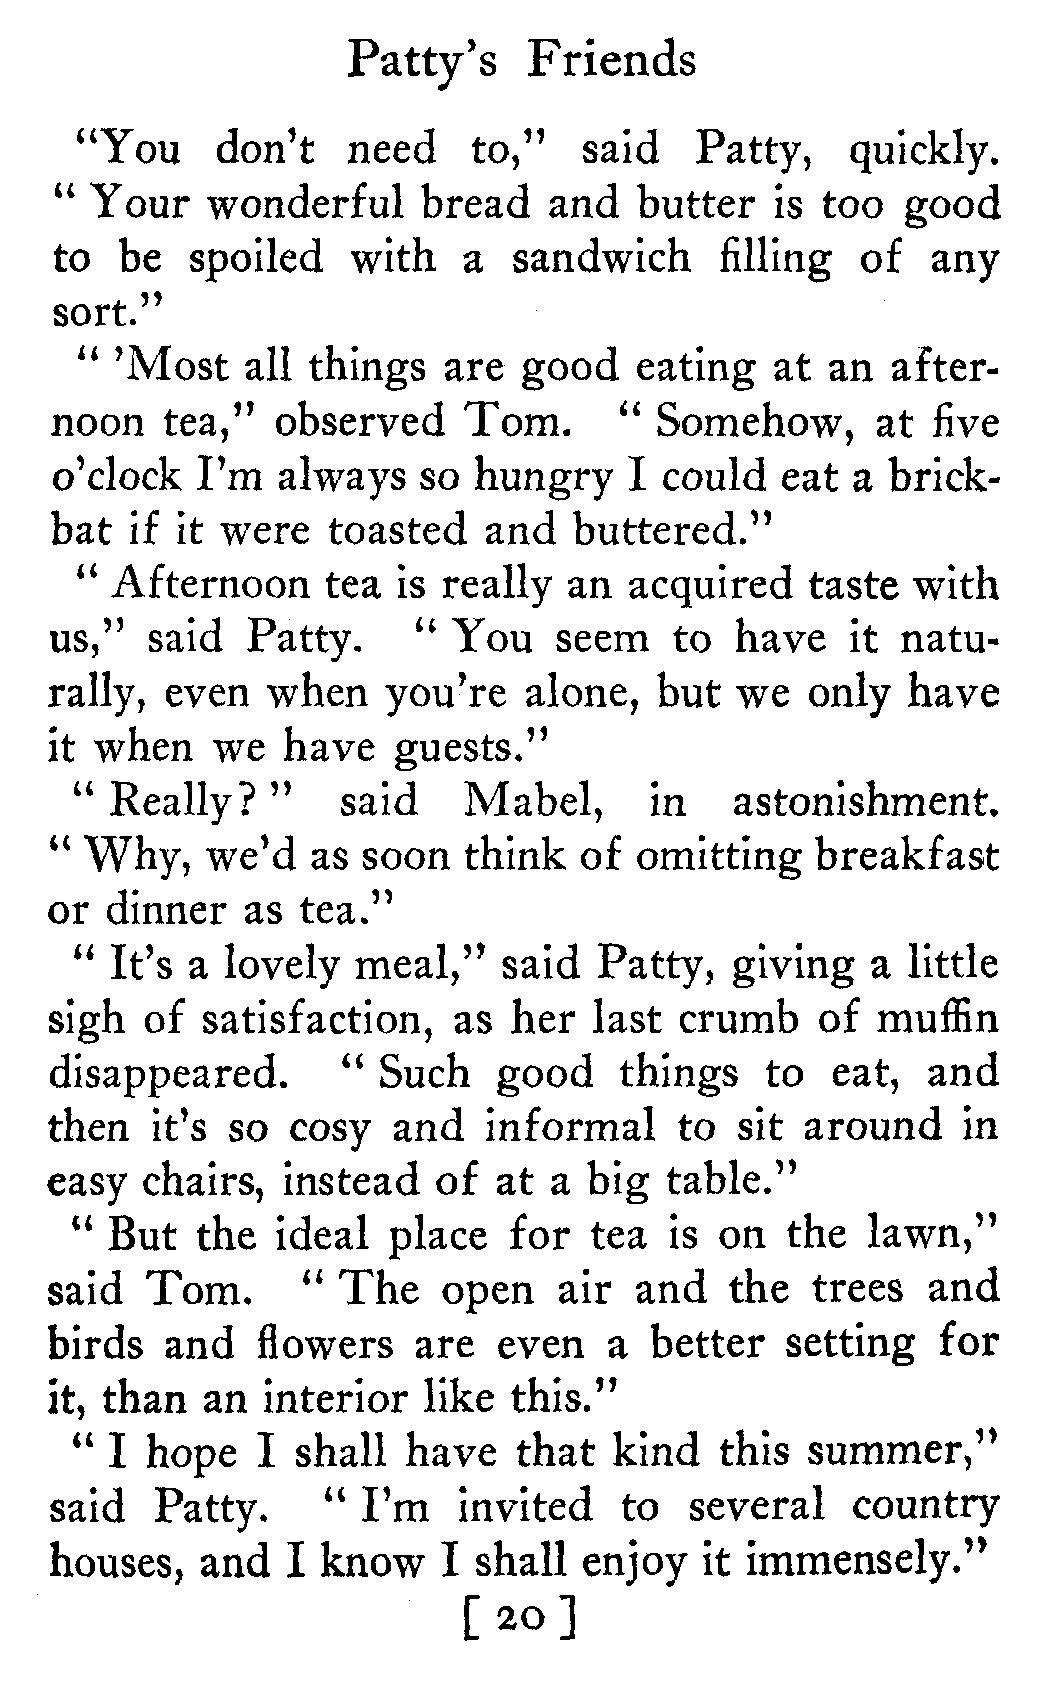 Patty's Friends
"You don't need to," said Patty, quickly.
" Your wonderful bread and butter is too good
to be spoiled with a sandwich filling of any
sort."
" 'Most all things are good eating at an after-
noon tea," observed Tom. " Somehow, at five
o'clock I'm always so hungry I could eat a brick-
bat if it were toasted and buttered."
" Afternoon tea is really an acquired taste with
us," said Patty. " You seem to have it natu-
rally, even when you're alone, but we only have
it when we have guests."
" Really? " said Mabel, in astonishment.
" Why, we'd as soon think of omitting breakfast
or dinner as tea."
" It's a lovely meal," said Patty, giving a little
sigh of satisfaction, as her last crumb of muffin
disappeared. " Such good things to eat, and
then it's so cosy and informal to sit around in
easy chairs, instead of at a big table."
" But the ideal place for tea is on the lawn,"
said Tom. " The open air and the trees and
birds and flowers are even a better setting for
it, than an interior like this."
" I hope I shall have that kind this summer,"
said Patty. " I'm invited to several country
houses, and I know I shall enjoy it immensely."
[ 20 ]